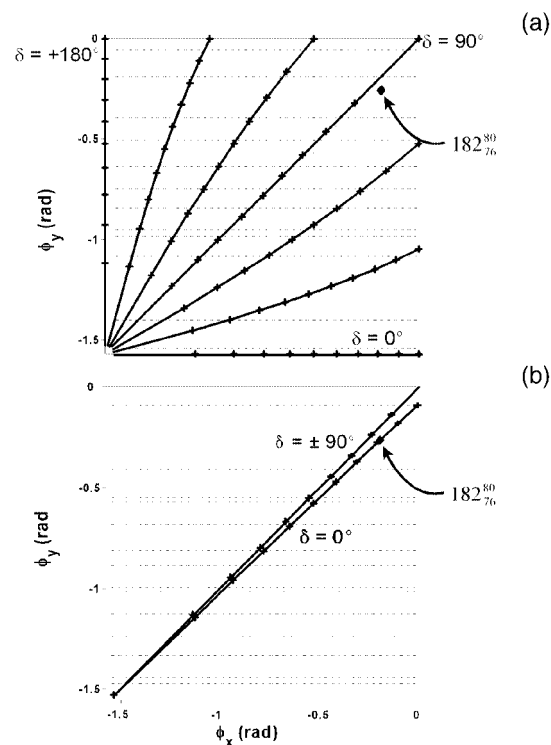 (a)
0
δ = +180°
δ = 90°
-0.5
182 80 76
ϕy (rad)
-1
-1.5
δ = 0°
(b)
0
δ = ± 90°
-0.5
182 80 76
δ = 0°
ϕy (rad
-1
-1.5
-1.5 -1 -0.5 0
ϕx (rad)